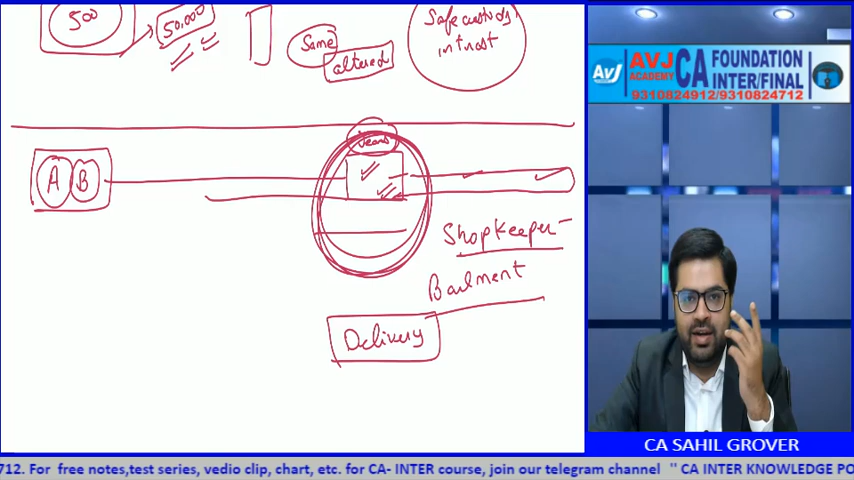 500
50,000
Same
altered
Safe custody
in trust
A B
Shopkeeper
Bailment
Delivery
AVJ
AVJ
ACADEMY
CA FOUNDATION
INTER/FINAL
9310824912/9310824712
CA SAHIL GROVER
712. For free notes,test series, vedio clip, chart, etc. for CA- INTER course, join our telegram channel " CA INTER KNOWLEDGE PO